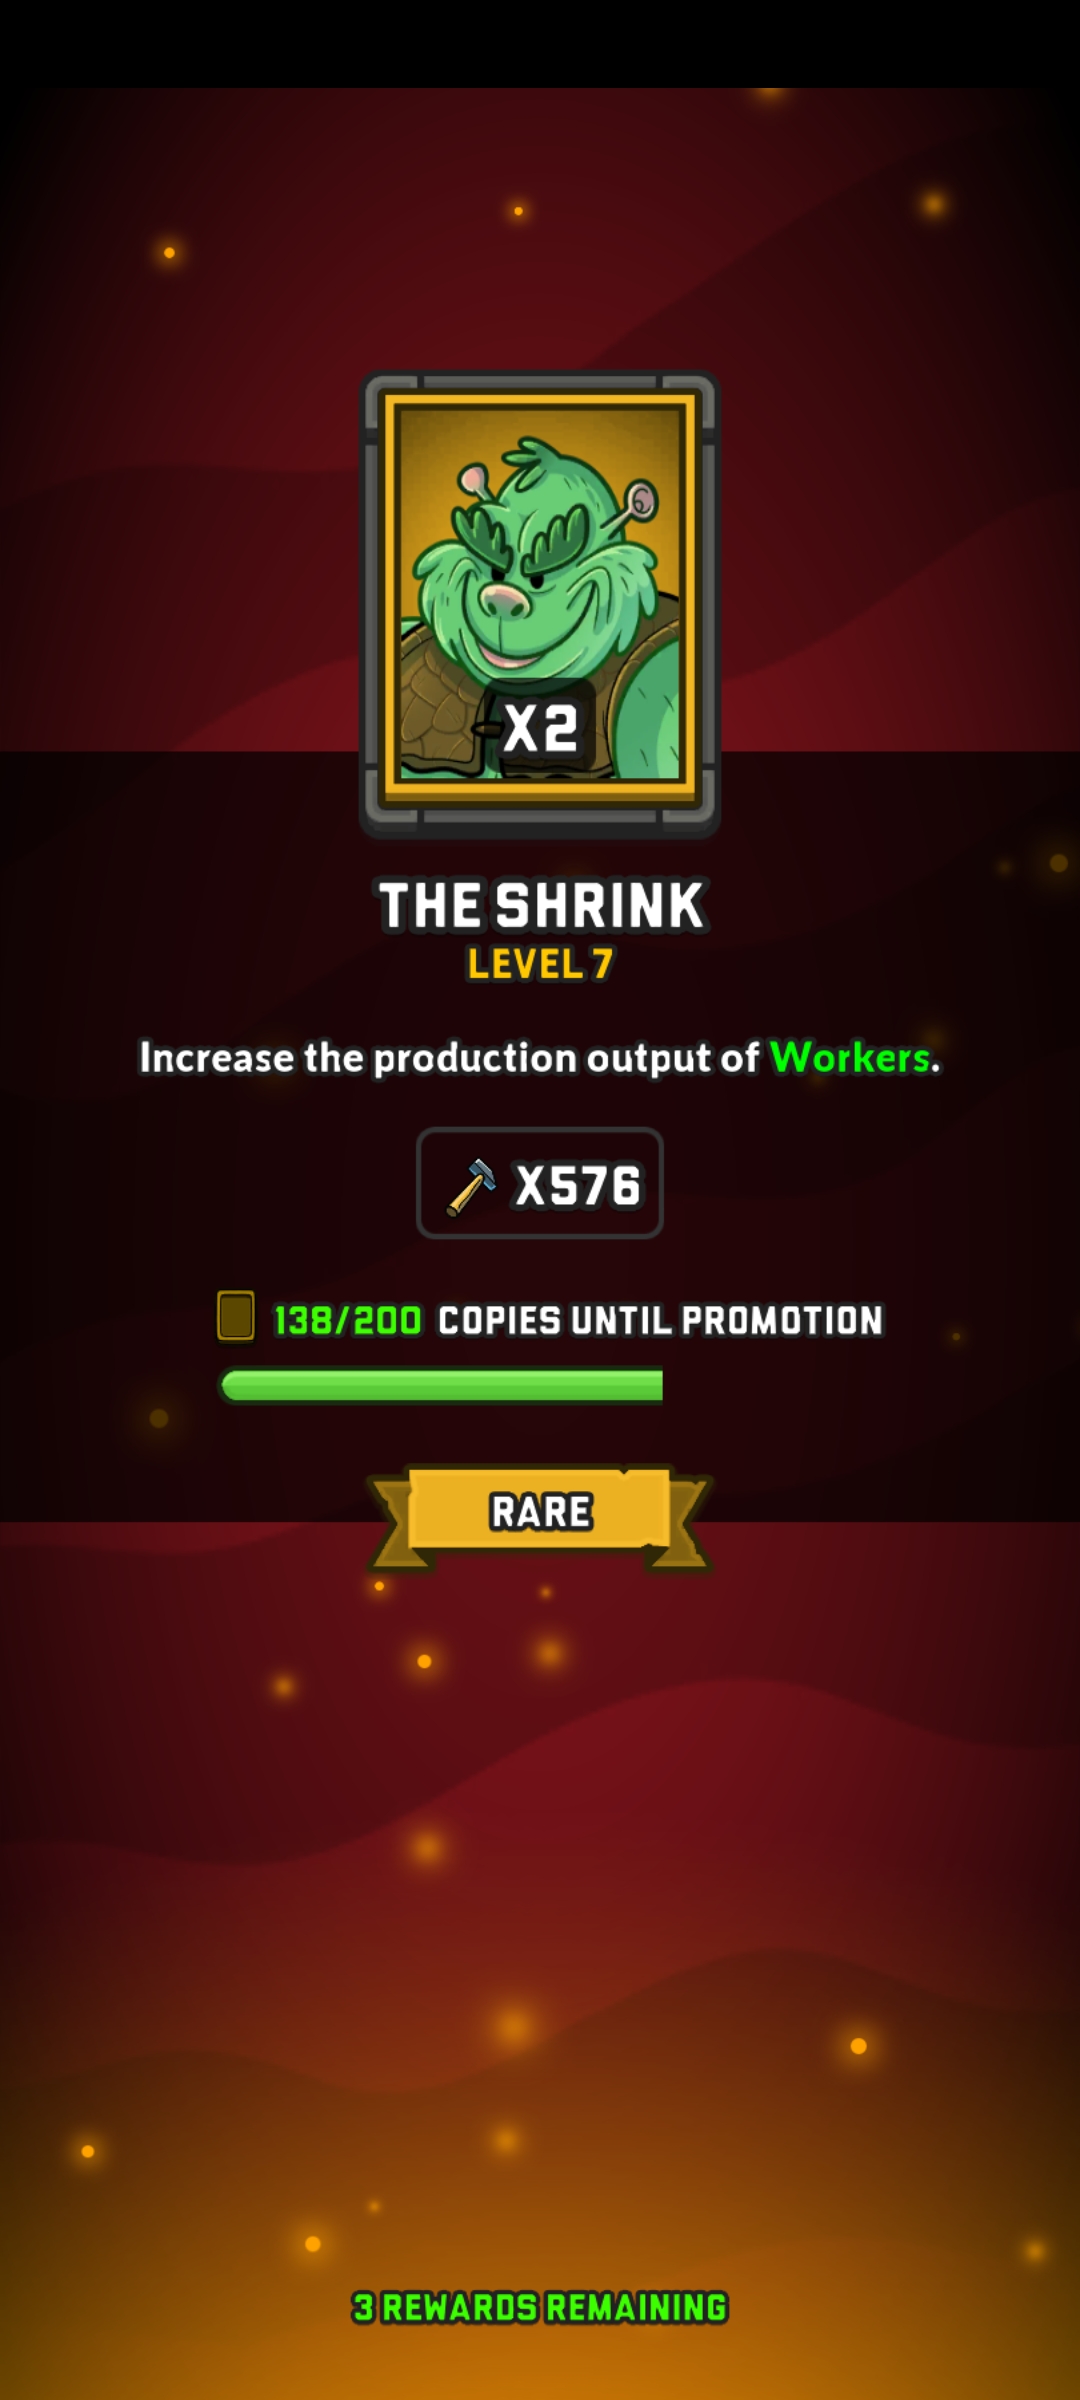 X2
THE SHRINK
LEVEL 7
Increase the production output of Workers.
X576
138/200 COPIES UNTIL PROMOTION
RARE
3 REWARDS REMAINING